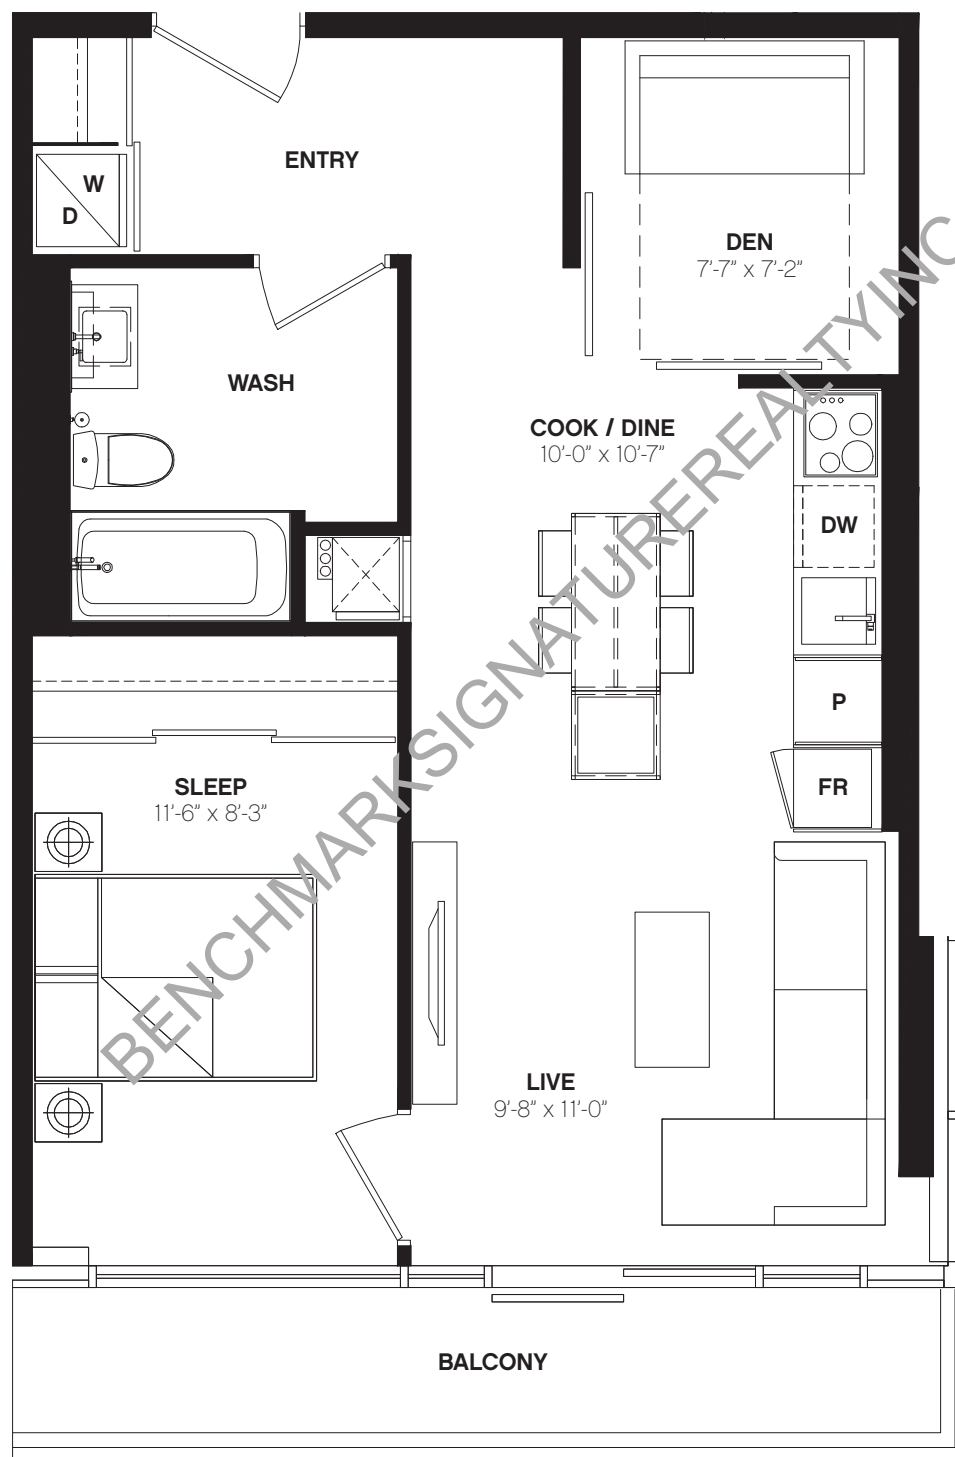 ENTRY
W
D
DEN
7'-7" x 7'-2"
WASH
COOK / DINE
10'-0" x 10'-7"
DW
P
FR
SLEEP
11'-6" x 8'-3"
LIVE
9'-8" x 11'-0"
BALCONY
BENCHMARKSIGNATUREREALTYINC